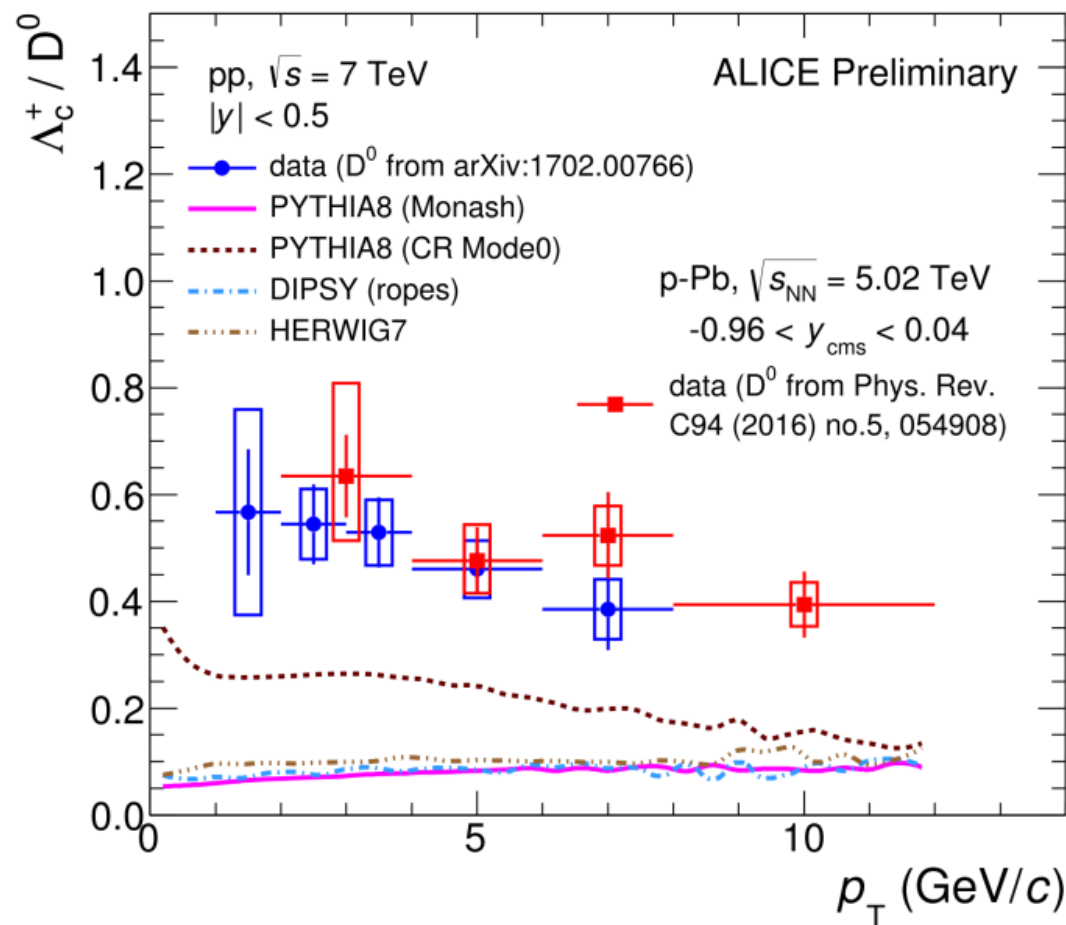 Λc+ / D0
1.4
1.2
1.0
0.8
0.6
0.4
0.2
0.0
pp, √s = 7 TeV
|y| < 0.5
ALICE Preliminary
data (D0 from arXiv:1702.00766)
PYTHIA8 (Monash)
PYTHIA8 (CR Mode0)
DIPSY (ropes)
HERWIG7
p-Pb, √sNN = 5.02 TeV
-0.96 < ycms < 0.04
data (D0 from Phys. Rev.
C94 (2016) no.5, 054908)
0 5 10
pT (GeV/c)